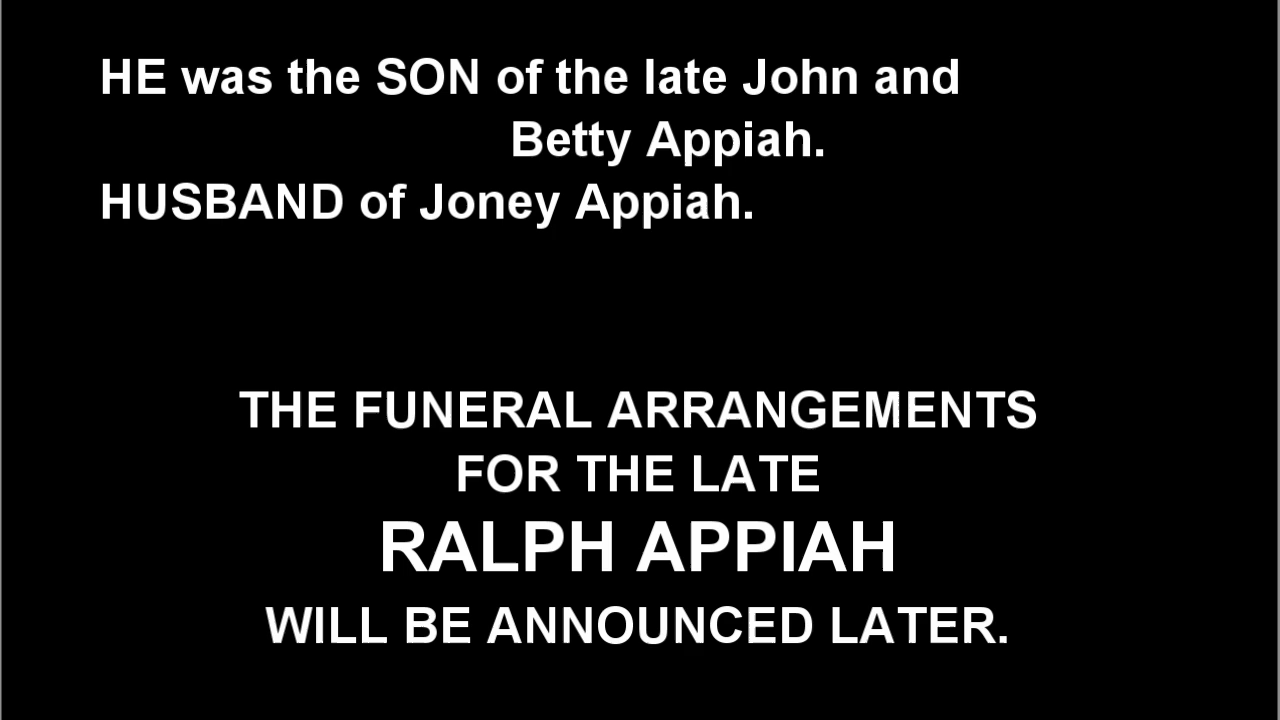 HE was the SON of the late John and
Betty Appiah.
HUSBAND of Joney Appiah.
THE FUNERAL ARRANGEMENTS
FOR THE LATE
RALPH APPIAH
WILL BE ANNOUNCED LATER.